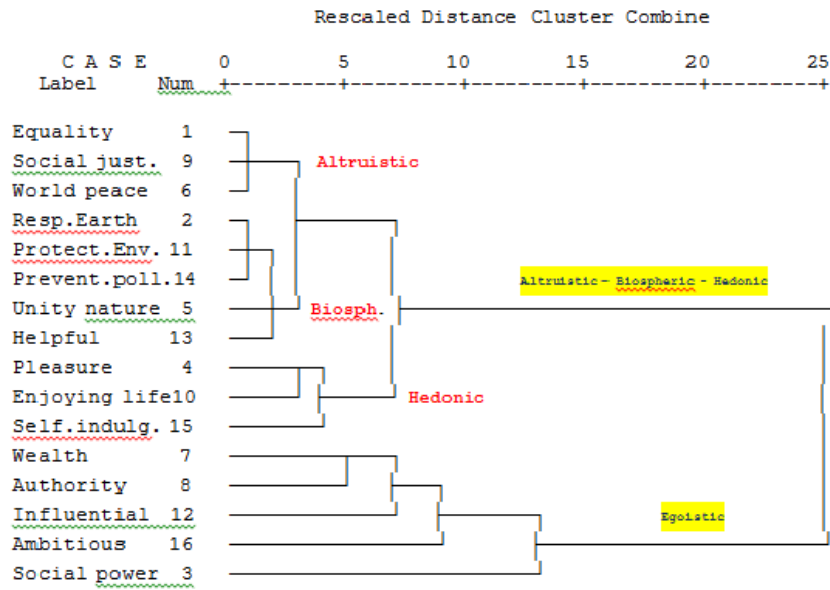 Rescaled Distance Cluster Combine
C A S E 0 5 10 15 20 25
Label Num +---------+---------+---------+---------+---------+
Equality 1
Social just. 9 Altruistic
World peace 6
Resp.Earth 2
Protect.Env. 11
Prevent.poll.14 Altruistic – Biospheric - Hedonic
Unity nature 5 Biosph.
Helpful 13
Pleasure 4
Enjoying life10 Hedonic
Self.indulg. 15
Wealth 7
Authority 8
Influential 12 Egoistic
Ambitious 16
Social power 3